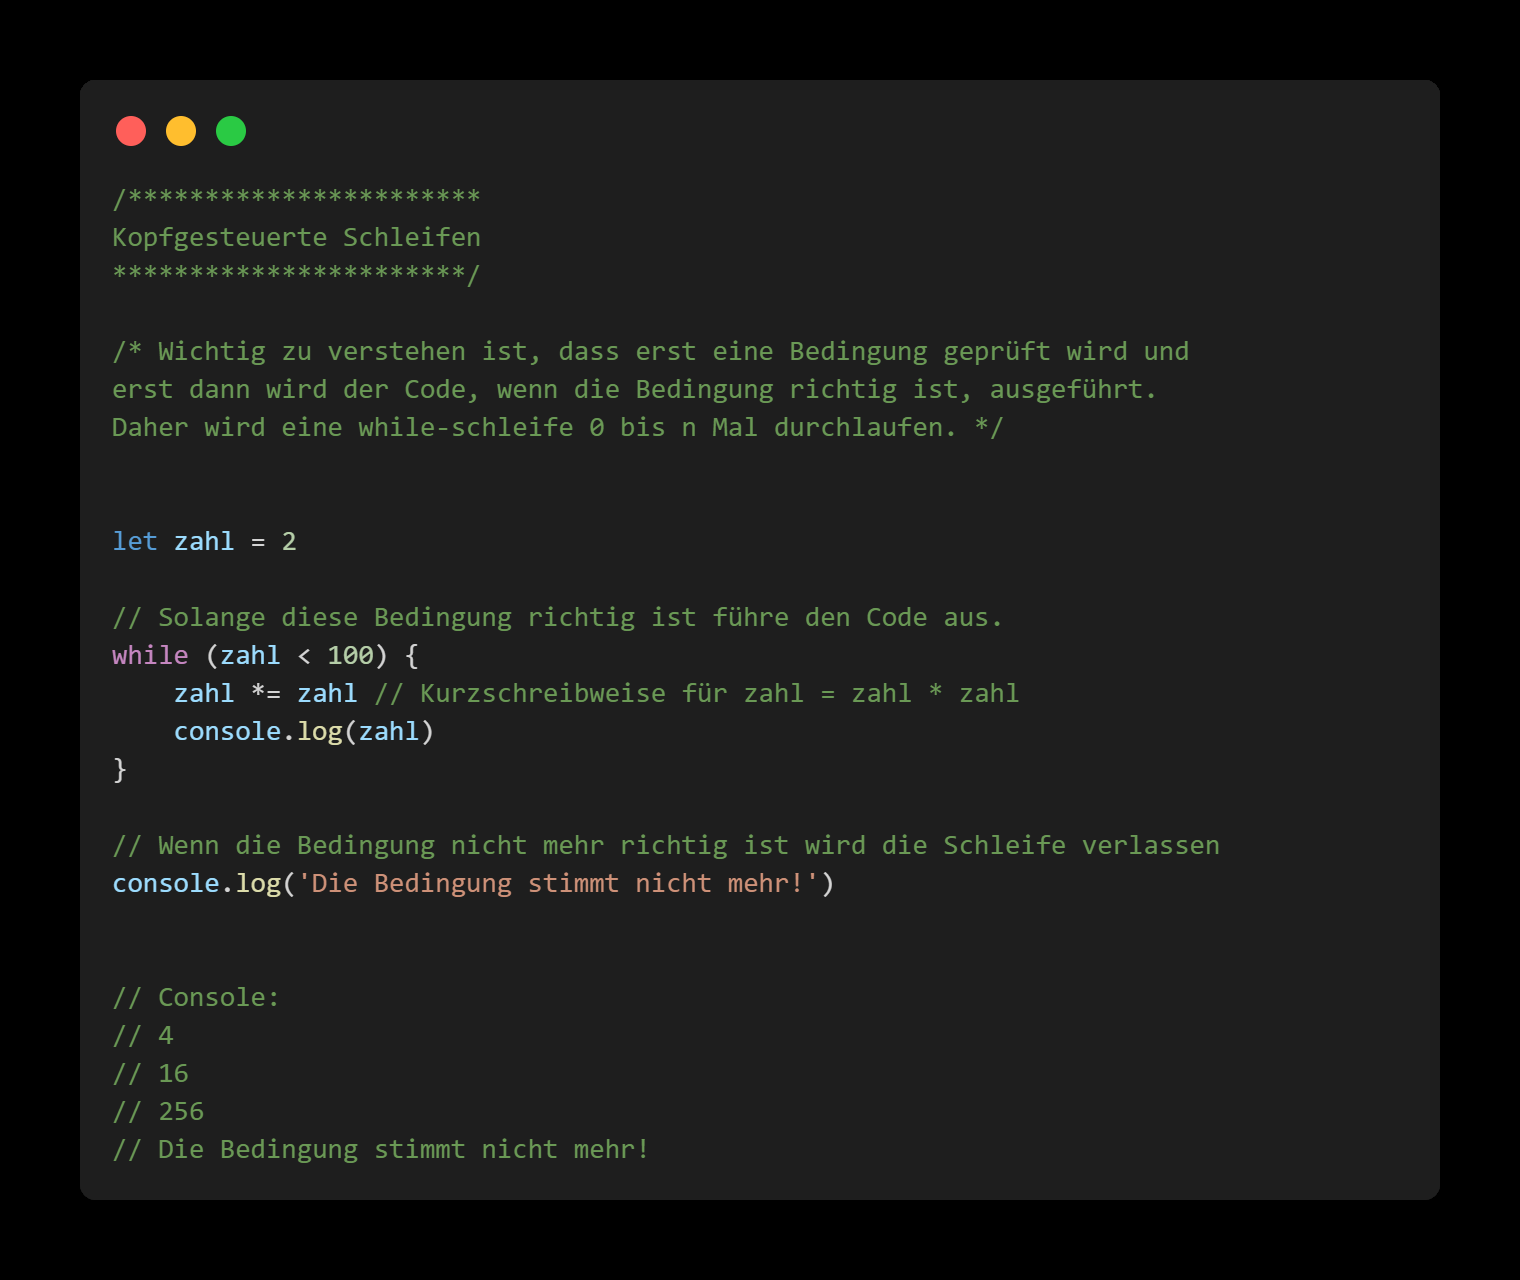 /***********************
Kopfgesteuerte Schleifen
***********************/
/* Wichtig zu verstehen ist, dass erst eine Bedingung geprüft wird und
erst dann wird der Code, wenn die Bedingung richtig ist, ausgeführt.
Daher wird eine while-schleife 0 bis n Mal durchlaufen. */
let zahl = 2
// Solange diese Bedingung richtig ist führe den Code aus.
while (zahl < 100) {
    zahl *= zahl // Kurzschreibweise für zahl = zahl * zahl
    console.log(zahl)
}
// Wenn die Bedingung nicht mehr richtig ist wird die Schleife verlassen
console.log('Die Bedingung stimmt nicht mehr!')
// Console:
// 4
// 16
// 256
// Die Bedingung stimmt nicht mehr!